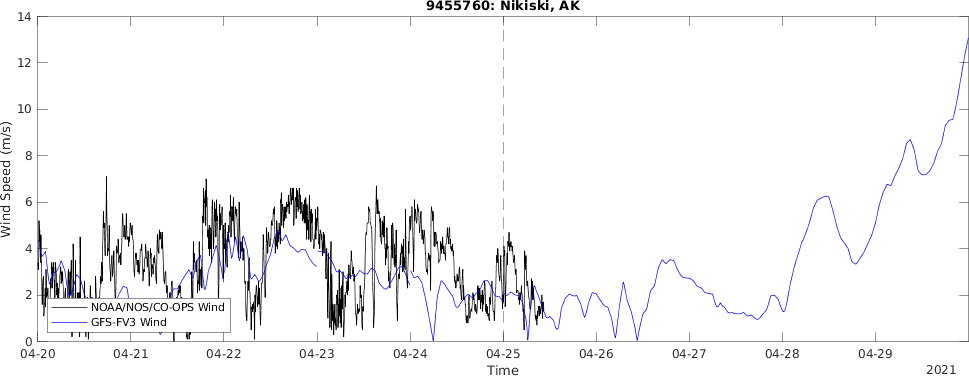 9455760: Nikiski, AK
14
12
10
8
6
4
2
0
Wind Speed (m/s)
NOAA/NOS/CO-OPS Wind
GFS-FV3 Wind
04-20 04-21 04-22 04-23 04-24 04-25 04-26 04-27 04-28 04-29
Time
2021